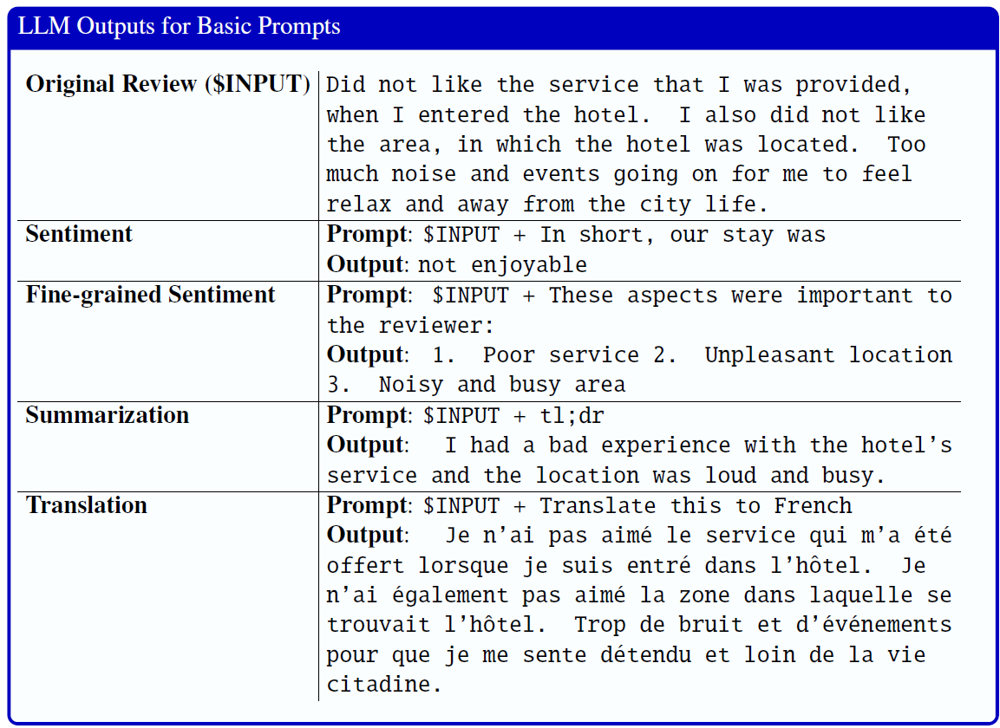 LLM Outputs for Basic Prompts
Original Review ($INPUT) Did not like the service that I was provided,
when I entered the hotel. I also did not like
the area, in which the hotel was located. Too
much noise and events going on for me to feel
relax and away from the city life.
Sentiment Prompt: $INPUT + In short, our stay was
Output: not enjoyable
Fine-grained Sentiment Prompt: $INPUT + These aspects were important to
the reviewer:
Output: 1. Poor service 2. Unpleasant location
3. Noisy and busy area
Summarization Prompt: $INPUT + tl;dr
Output: I had a bad experience with the hotel’s
service and the location was loud and busy.
Translation Prompt: $INPUT + Translate this to French
Output: Je n’ai pas aimé le service qui m’a été
offert lorsque je suis entré dans l’hôtel. Je
n’ai également pas aimé la zone dans laquelle se
trouvait l’hôtel. Trop de bruit et d’événements
pour que je me sente détendu et loin de la vie
citadine.